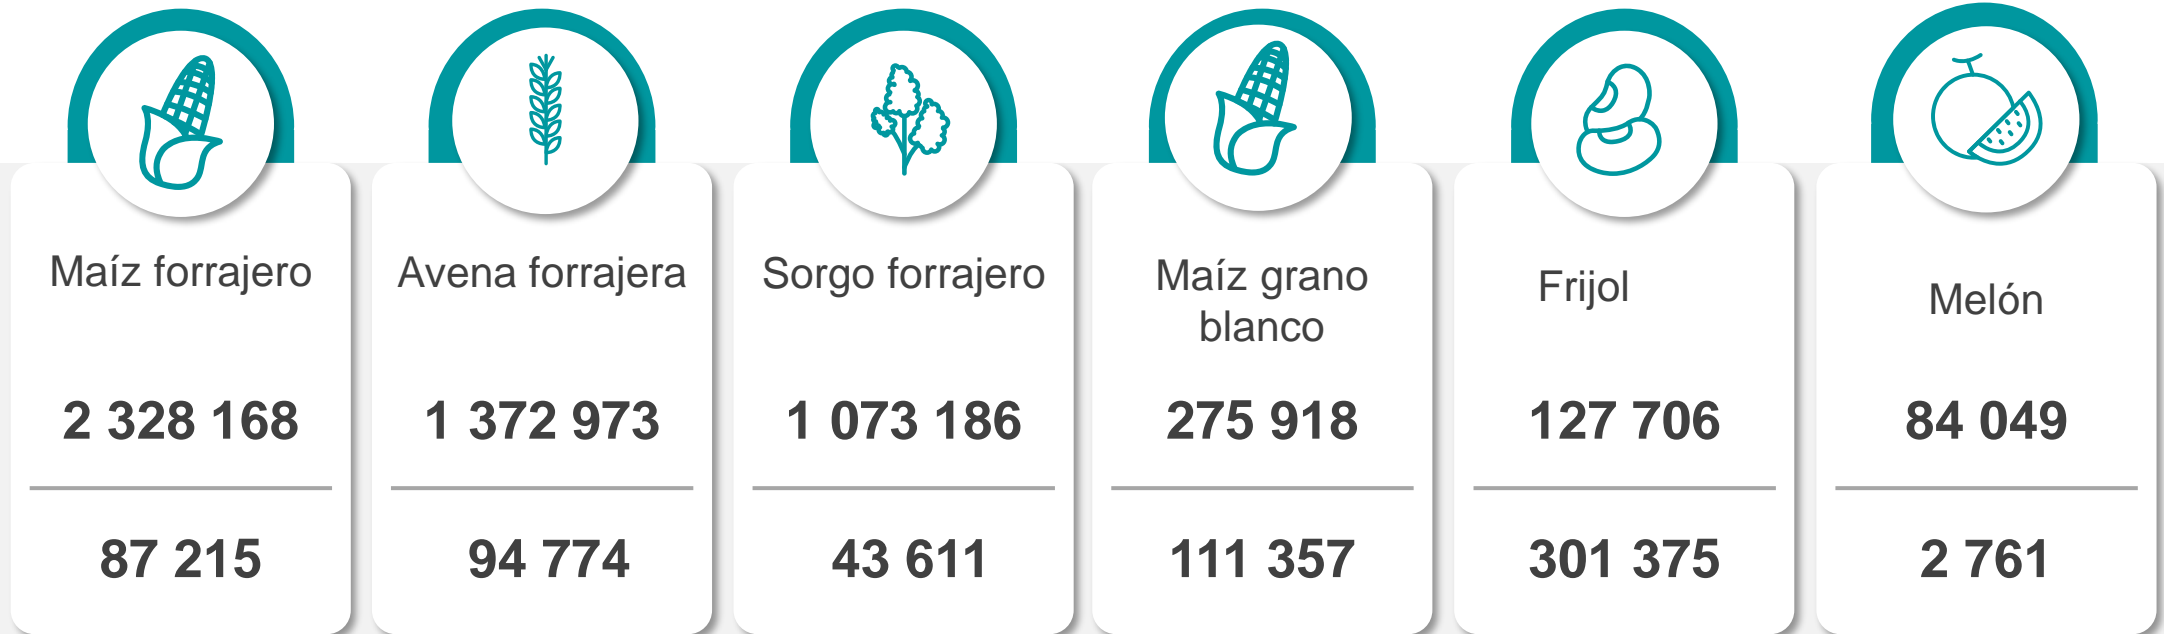 Maíz forrajero
2 328 168
87 215
Avena forrajera
1 372 973
94 774
Sorgo forrajero
1 073 186
43 611
Maíz grano
blanco
275 918
111 357
Frijol
127 706
301 375
Melón
84 049
2 761